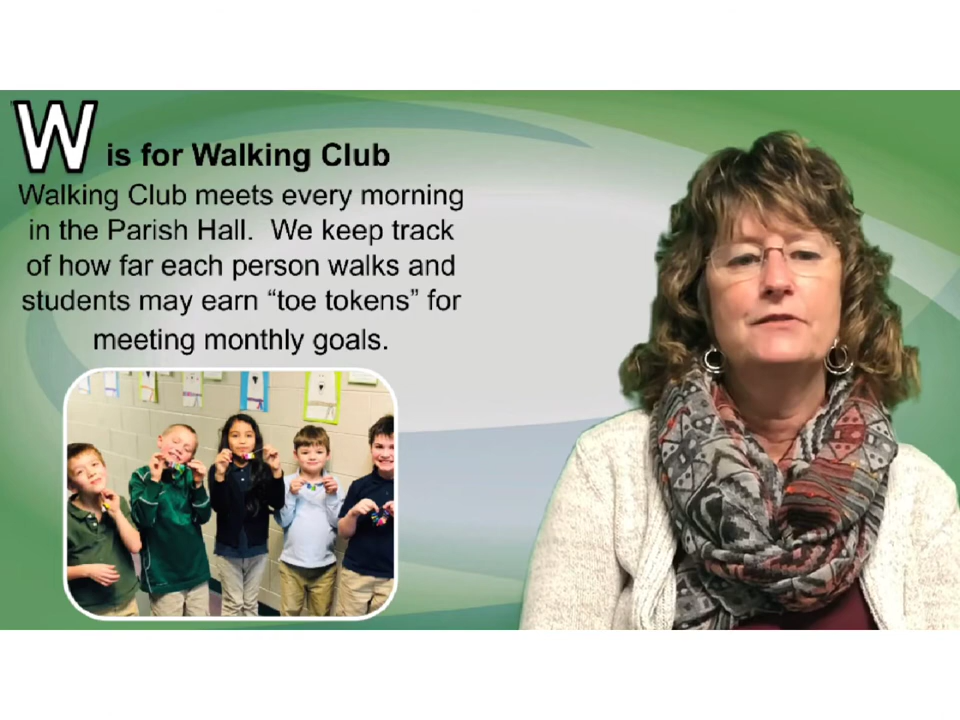 W is for Walking Club
Walking Club meets every morning
in the Parish Hall.  We keep track
of how far each person walks and
students may earn “toe tokens” for
meeting monthly goals.